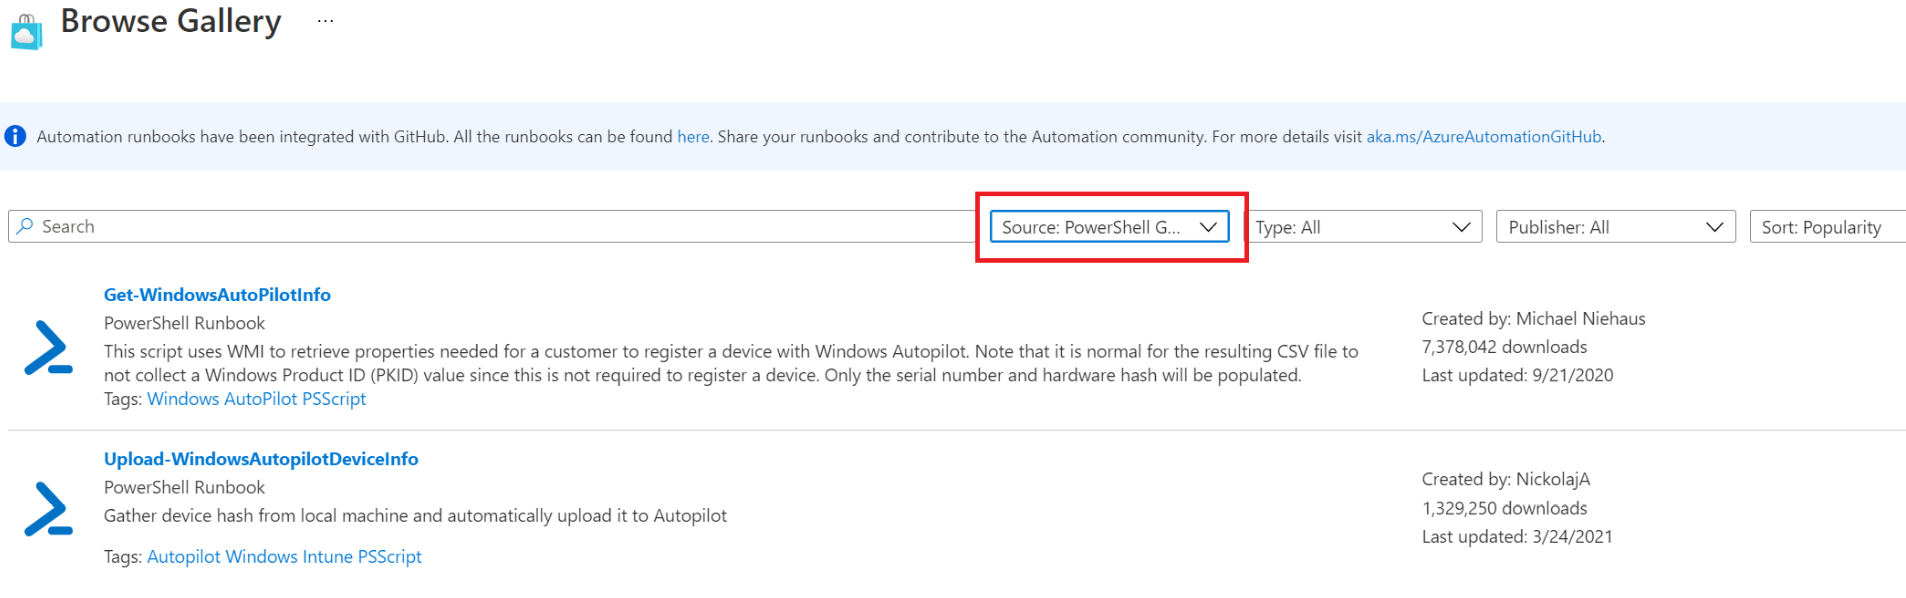 Browse Gallery ...
Automation runbooks have been integrated with GitHub. All the runbooks can be found here. Share your runbooks and contribute to the Automation community. For more details visit aka.ms/AzureAutomationGitHub.
Search
Source: PowerShell G...
Type: All
Publisher: All
Sort: Popularity
Get-WindowsAutoPilotInfo
PowerShell Runbook
This script uses WMI to retrieve properties needed for a customer to register a device with Windows Autopilot. Note that it is normal for the resulting CSV file to
not collect a Windows Product ID (PKID) value since this is not required to register a device. Only the serial number and hardware hash will be populated.
Tags: Windows AutoPilot PSScript
Created by: Michael Niehaus
7,378,042 downloads
Last updated: 9/21/2020
Upload-WindowsAutopilotDeviceInfo
PowerShell Runbook
Gather device hash from local machine and automatically upload it to Autopilot
Tags: Autopilot Windows Intune PSScript
Created by: NickolajA
1,329,250 downloads
Last updated: 3/24/2021